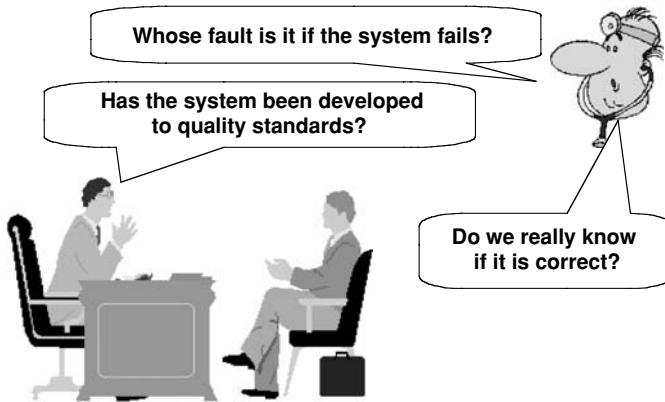 Whose fault is it if the system fails?
Has the system been developed
to quality standards?
Do we really know
if it is correct?